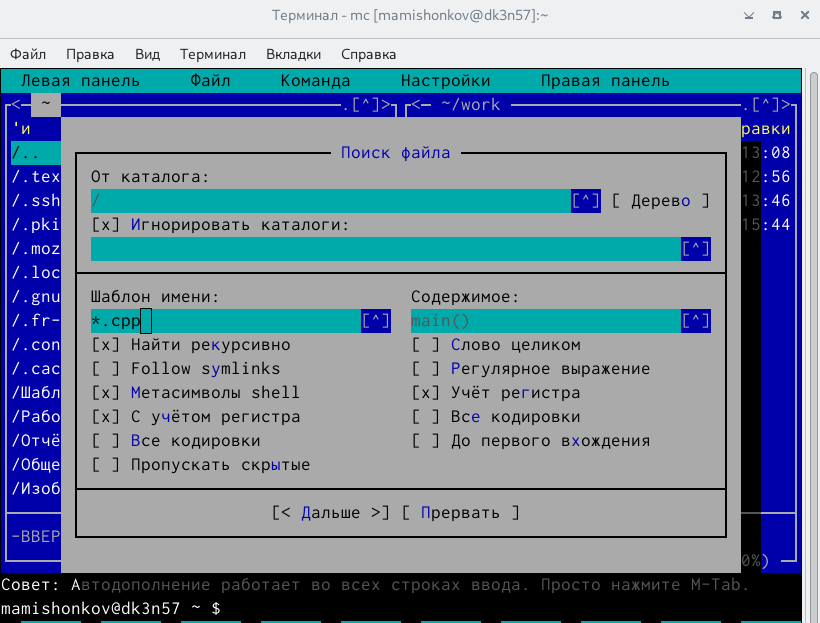 Терминал - mc [mamishonkov@dk3n57]:~
Файл Правка Вид Терминал Вкладки Справка
Левая панель Файл Команда Настройки Правая панель
<— ~ .[^]> <— ~/work .[^]>
'и равки
/.. 13:08
/.tex 12:56
/.ssh 13:46
/.pki 15:44
/.moz
/.loc
/.gnu
/.fr-
/.con
/.cac
/Шабл
/Рабо
/Отчё
/Обще
/Изоб
-ВВЕР
0%)
Поиск файла
От каталога:
/ [^] [ Дерево ]
[x] Игнорировать каталоги:
[^]
Шаблон имени: Содержимое:
*.cpp [^] main() [^]
[x] Найти рекурсивно [ ] Слово целиком
[ ] Follow symlinks [ ] Регулярное выражение
[x] Метасимволы shell [x] Учёт регистра
[x] С учётом регистра [ ] Все кодировки
[ ] Все кодировки [ ] До первого вхождения
[ ] Пропускать скрытые
[< Дальше >] [ Прервать ]
Совет: Автодополнение работает во всех строках ввода. Просто нажмите M-Tab.
mamishonkov@dk3n57 ~ $